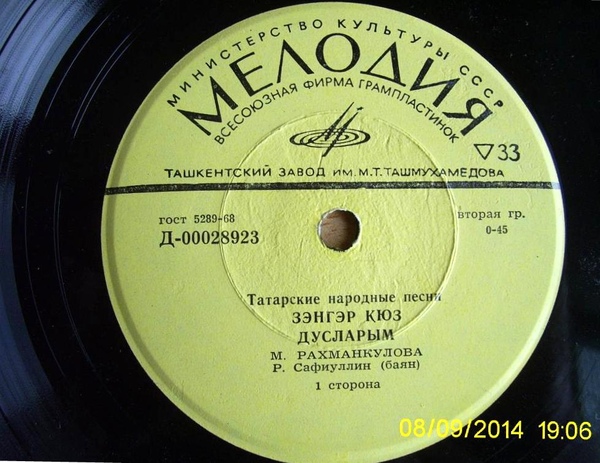 МИНИСТЕРСТВО КУЛЬТУРЫ СССР
МЕЛОДИЯ
ВСЕСОЮЗНАЯ ФИРМА ГРАМПЛАСТИНОК
▽33
ТАШКЕНТСКИЙ ЗАВОД ИМ. М.Т. ТАШМУХАМЕДОВА
гост 5289-68
вторая гр.
Д-00028923
0-45
Татарские народные песни
ЗЭНГЭР КЮЗ
ДУСЛАРЫМ
М. РАХМАНКУЛОВА
Р. Сафиуллин (баян)
1 сторона
08/09/2014 19:06